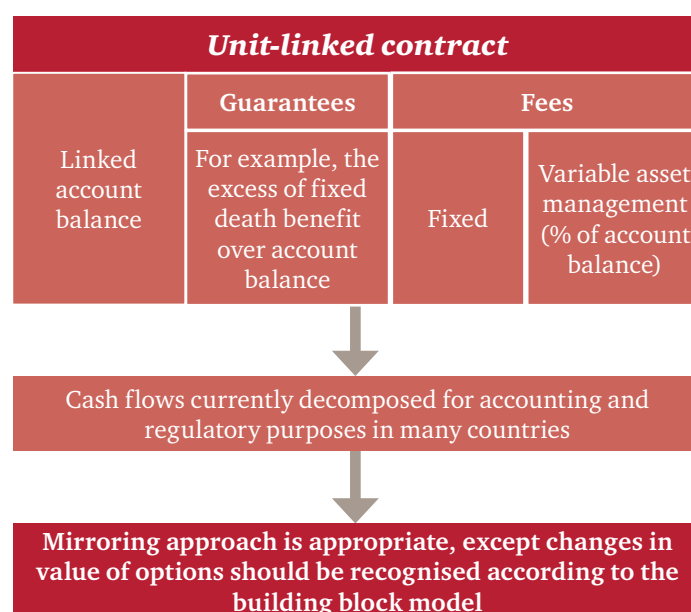 Unit-linked contract
Linked
account
balance
Guarantees
For example, the
excess of fixed
death benefit
over account
balance
Fees
Fixed
Variable asset
management
(% of account
balance)
Cash flows currently decomposed for accounting and
regulatory purposes in many countries
Mirroring approach is appropriate, except changes in
value of options should be recognised according to the
building block model